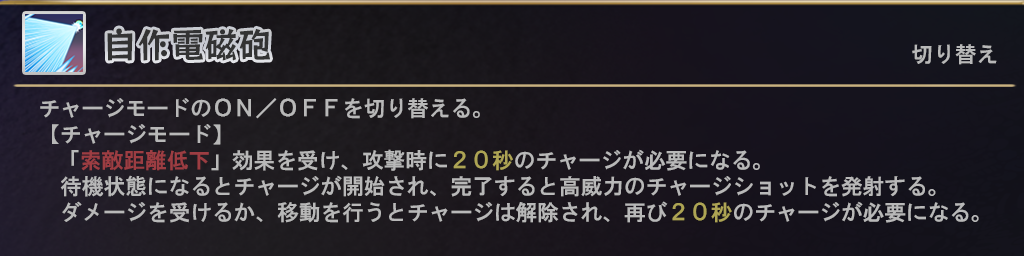 自作電磁砲
切り替え
チャージモードのＯＮ／ＯＦＦを切り替える。
【チャージモード】
「索敵距離低下」効果を受け、攻撃時に２０秒のチャージが必要になる。
待機状態になるとチャージが開始され、完了すると高威力のチャージショットを発射する。
ダメージを受けるか、移動を行うとチャージは解除され、再び２０秒のチャージが必要になる。